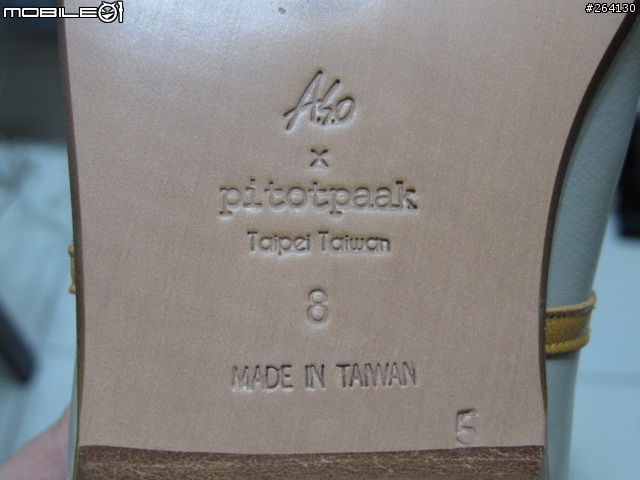 MOBILE01
#264130
A.S.O
x
pitotpaak
Taipei Taiwan
8
MADE IN TAIWAN
5